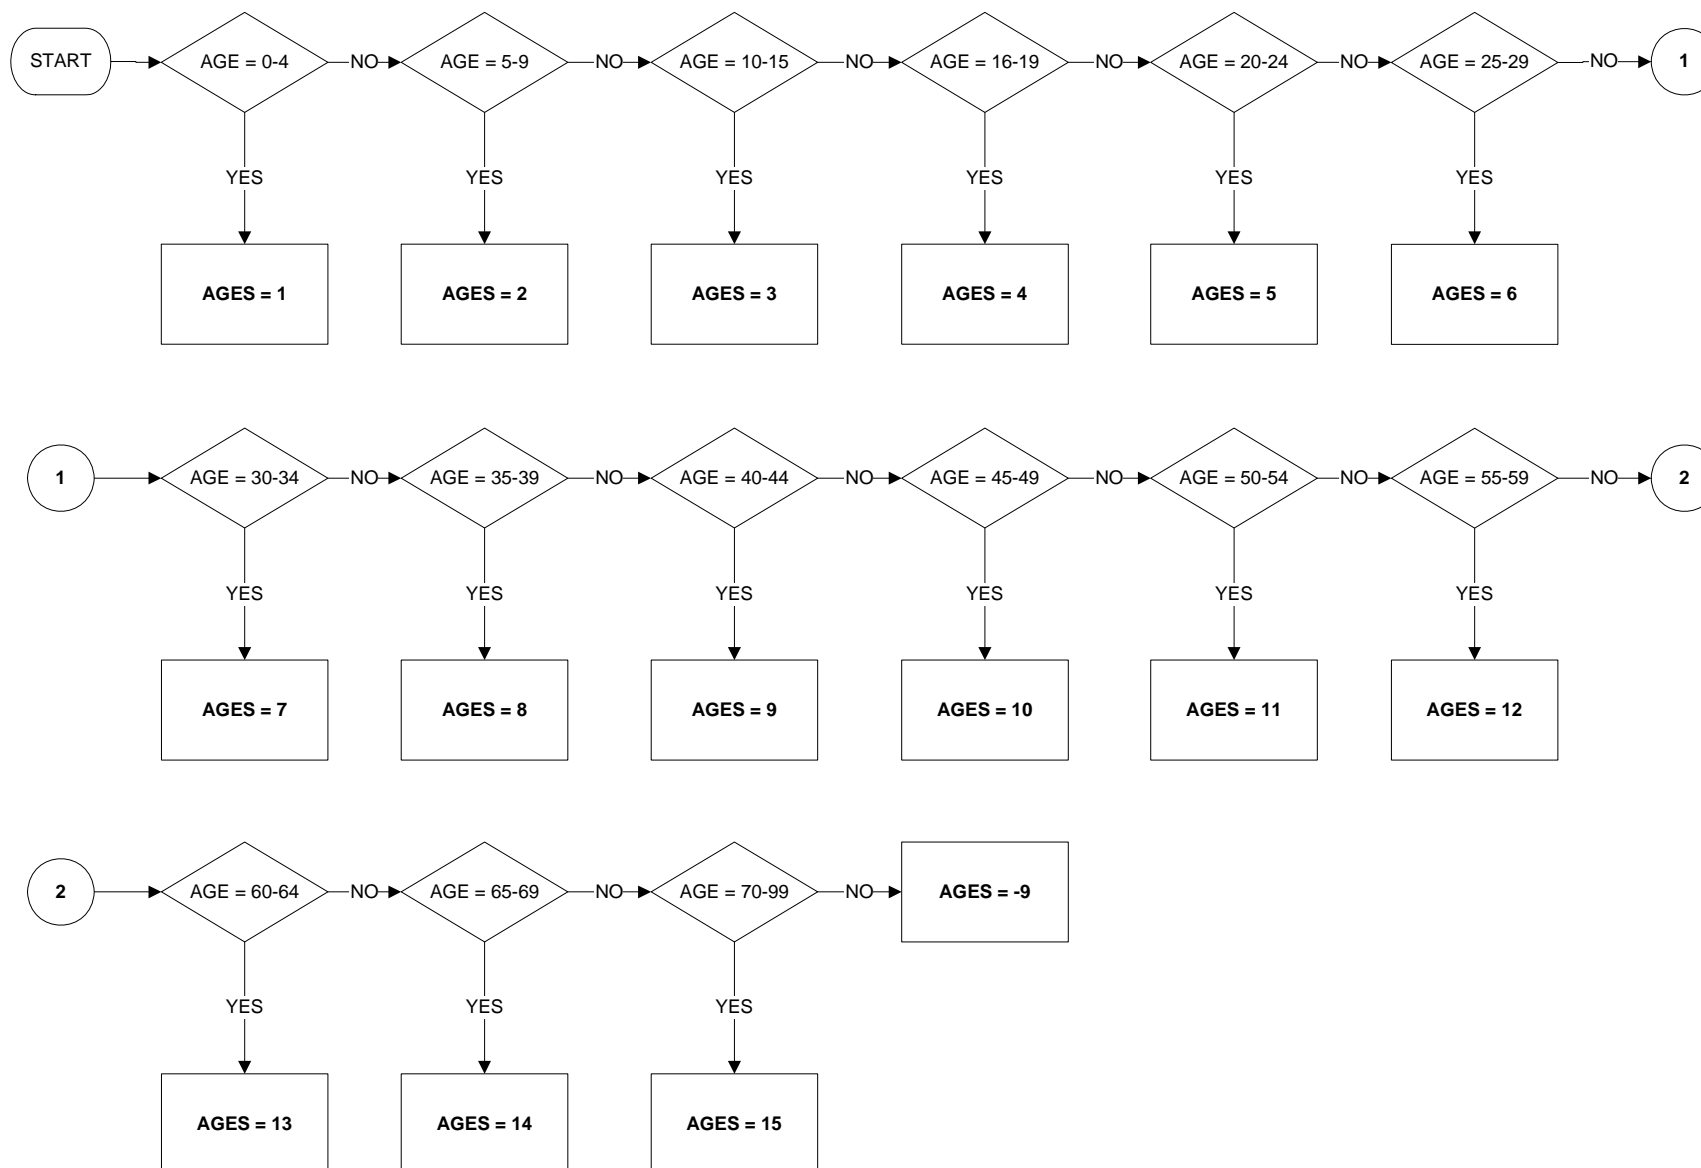 START
AGE = 0-4
NO
AGE = 5-9
NO
AGE = 10-15
NO
AGE = 16-19
NO
AGE = 20-24
NO
AGE = 25-29
NO
1
YES
YES
YES
YES
YES
YES
AGES = 1
AGES = 2
AGES = 3
AGES = 4
AGES = 5
AGES = 6
1
AGE = 30-34
NO
AGE = 35-39
NO
AGE = 40-44
NO
AGE = 45-49
NO
AGE = 50-54
NO
AGE = 55-59
NO
2
YES
YES
YES
YES
YES
YES
AGES = 7
AGES = 8
AGES = 9
AGES = 10
AGES = 11
AGES = 12
2
AGE = 60-64
NO
AGE = 65-69
NO
AGE = 70-99
NO
AGES = -9
YES
YES
YES
AGES = 13
AGES = 14
AGES = 15